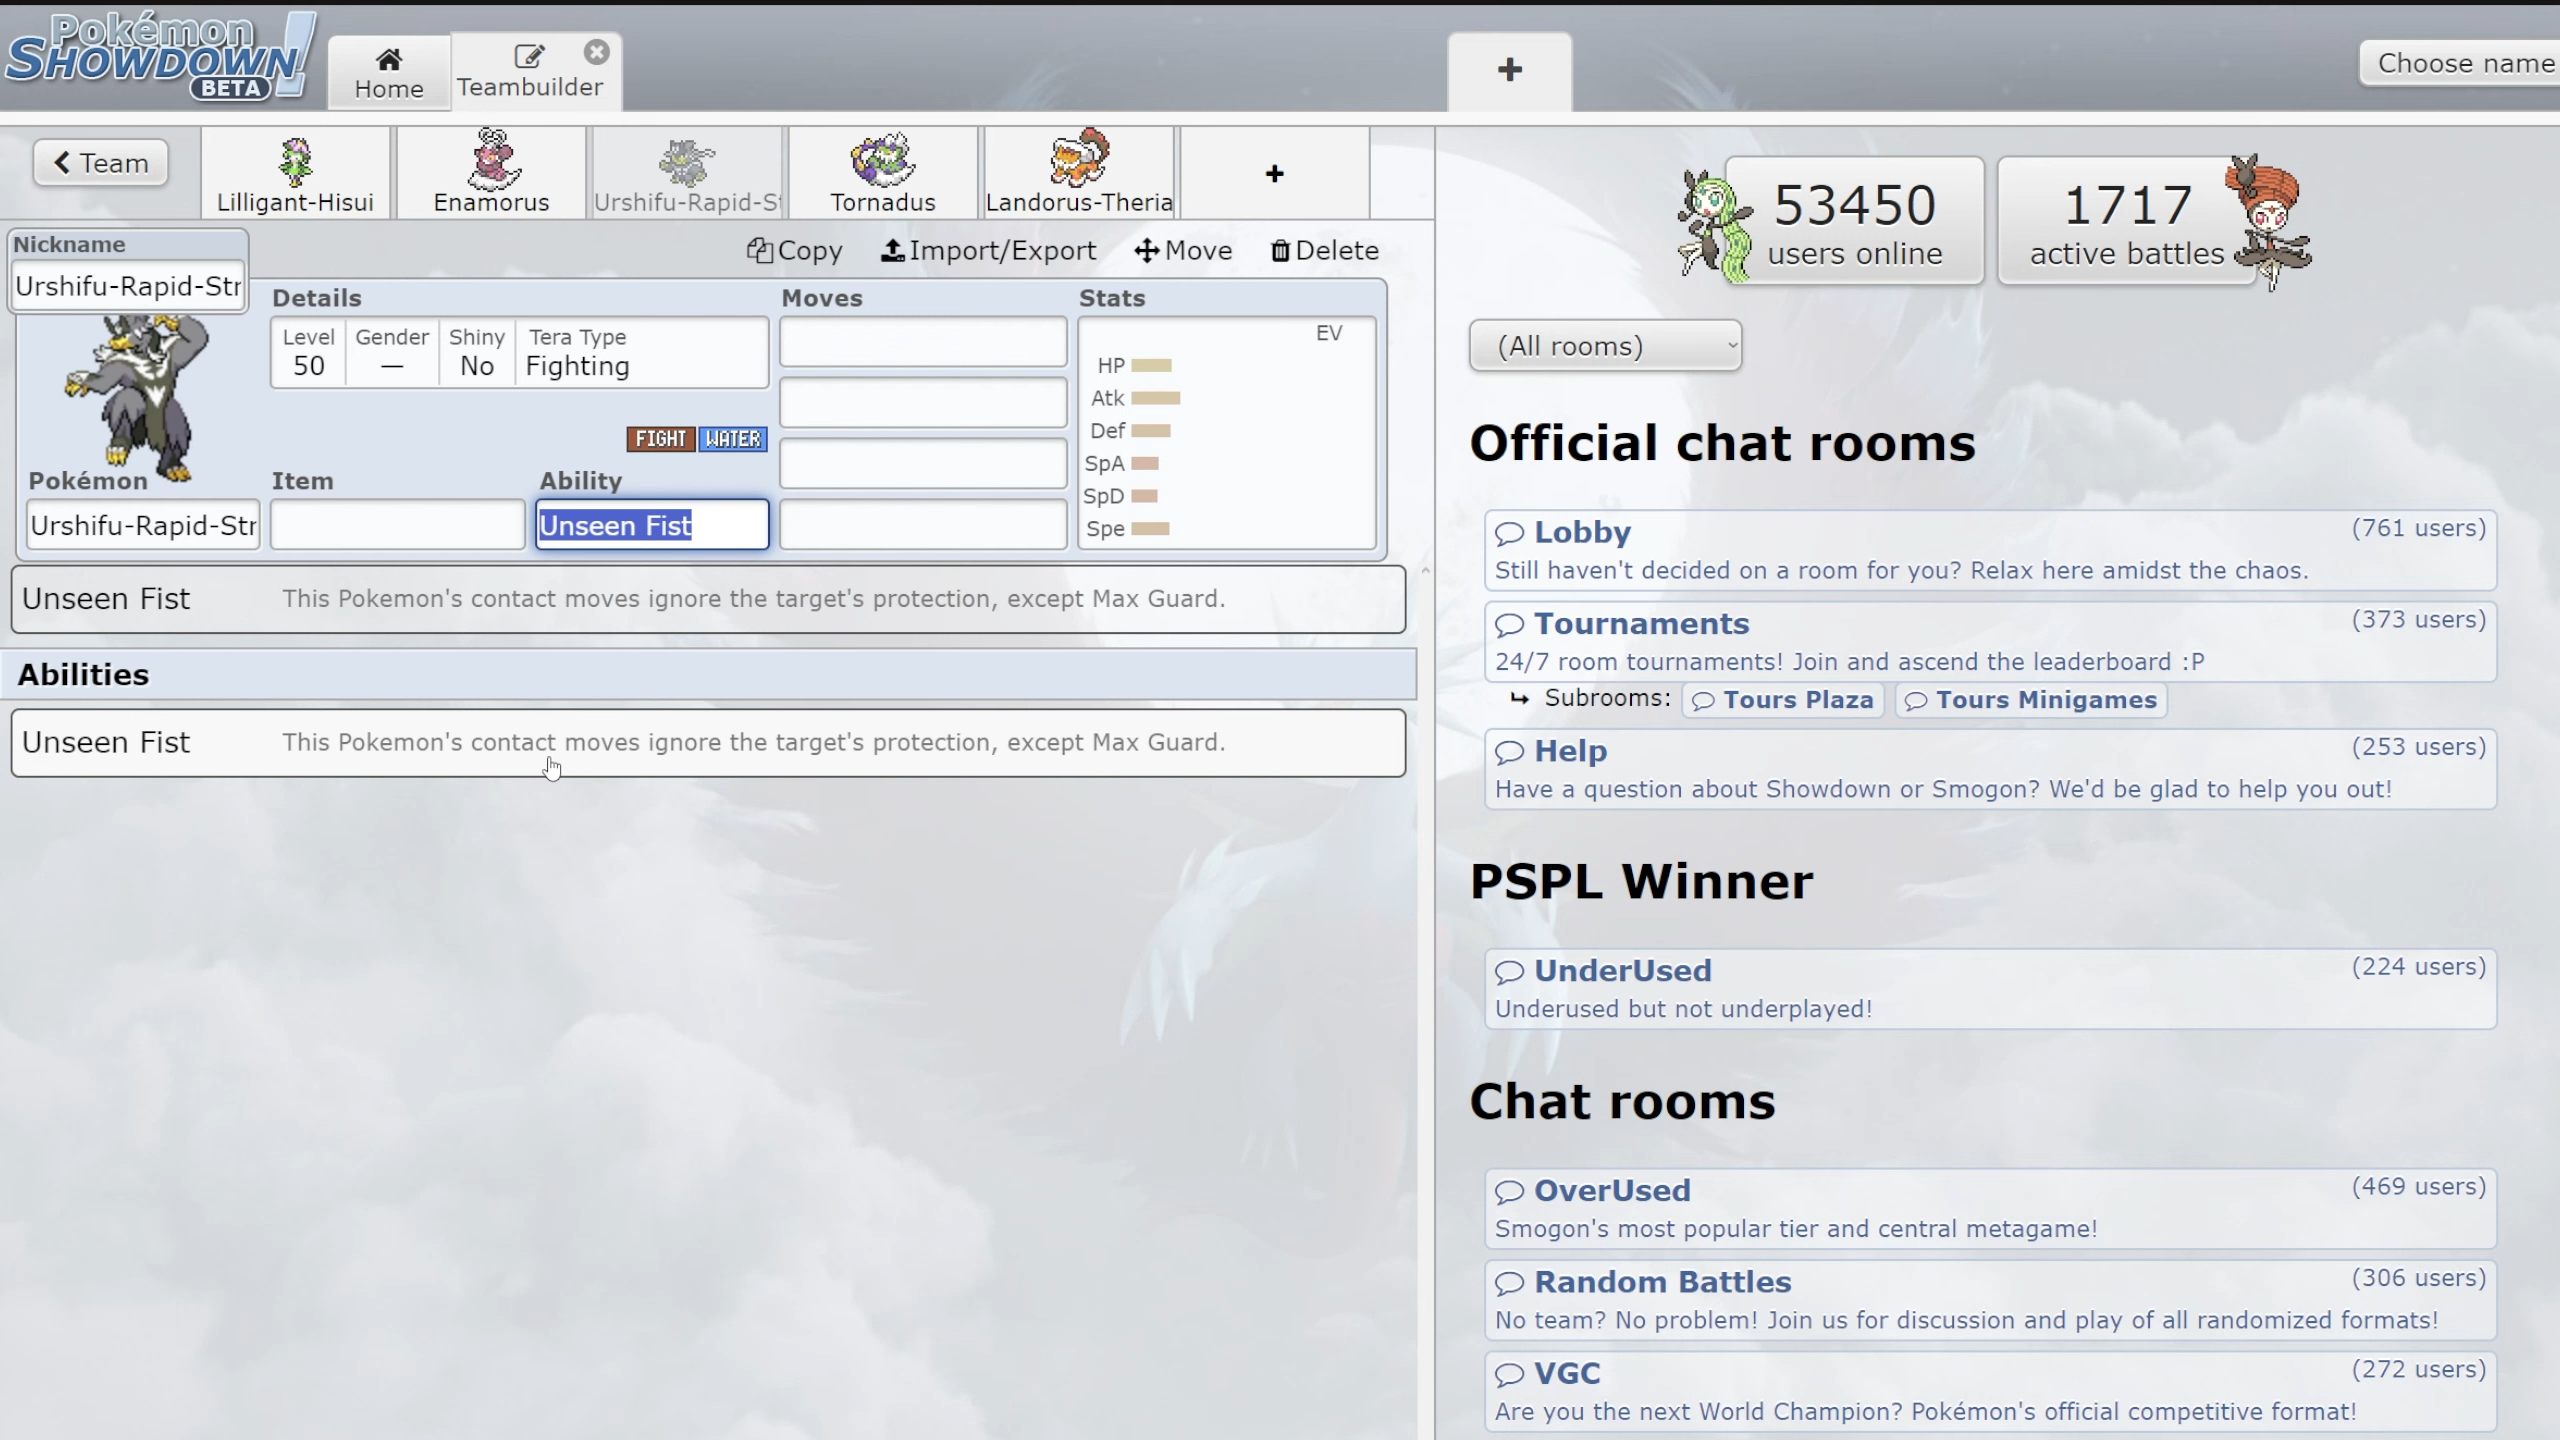 Pokémon
SHOWDOWN!
BETA
Home
Teambuilder
+
Choose name
Team
Lilligant-Hisui
Enamorus
Urshifu-Rapid-St
Tornadus
Landorus-Theria
+
Nickname
Urshifu-Rapid-Str
Copy
Import/Export
Move
Delete
Details
Moves
Stats
Level
50
Gender
—
Shiny
No
Tera Type
Fighting
FIGHT WATER
EV
HP
Atk
Def
SpA
SpD
Spe
Pokémon
Item
Ability
Urshifu-Rapid-Str
Unseen Fist
Unseen Fist This Pokemon's contact moves ignore the target's protection, except Max Guard.
Abilities
Unseen Fist This Pokemon's contact moves ignore the target's protection, except Max Guard.
53450
users online
1717
active battles
(All rooms)
Official chat rooms
Lobby (761 users)
Still haven't decided on a room for you? Relax here amidst the chaos.
Tournaments (373 users)
24/7 room tournaments! Join and ascend the leaderboard :P
Subrooms: Tours Plaza Tours Minigames
Help (253 users)
Have a question about Showdown or Smogon? We'd be glad to help you out!
PSPL Winner
UnderUsed (224 users)
Underused but not underplayed!
Chat rooms
OverUsed (469 users)
Smogon's most popular tier and central metagame!
Random Battles (306 users)
No team? No problem! Join us for discussion and play of all randomized formats!
VGC (272 users)
Are you the next World Champion? Pokémon's official competitive format!